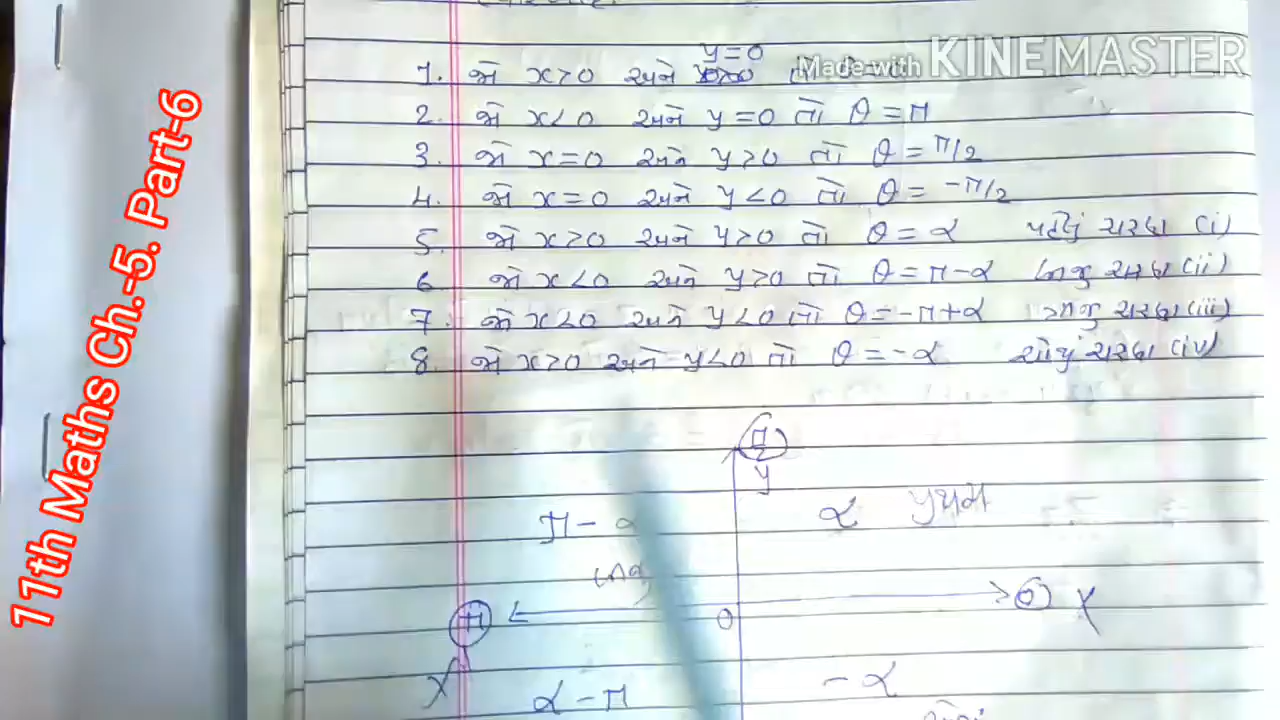 y=0
1. જો x>0 અને તો θ=0
Made with KINEMASTER
2. જો x<0 અને y=0 તો θ=π
3. જો x=0 અને y>0 તો θ=π/2
4. જો x=0 અને y<0 તો θ=-π/2
5. જો x>0 અને y>0 તો θ=α પહેલું ચરણ (i)
6 જો x<0 અને y>0 તો θ=π-α બીજુ ચરણ (ii)
7. જો x<0 અને y<0 તો θ=-π+α ત્રીજુ ચરણ (iii)
8. જો x>0 અને y<0 તો θ=-α ચોથું ચરણ (iv)
11th Maths Ch.-5. Part-6
π/2
y
π-α
α પ્રથમ
બીજુ
π
0
0 X
X'
α-π
-α